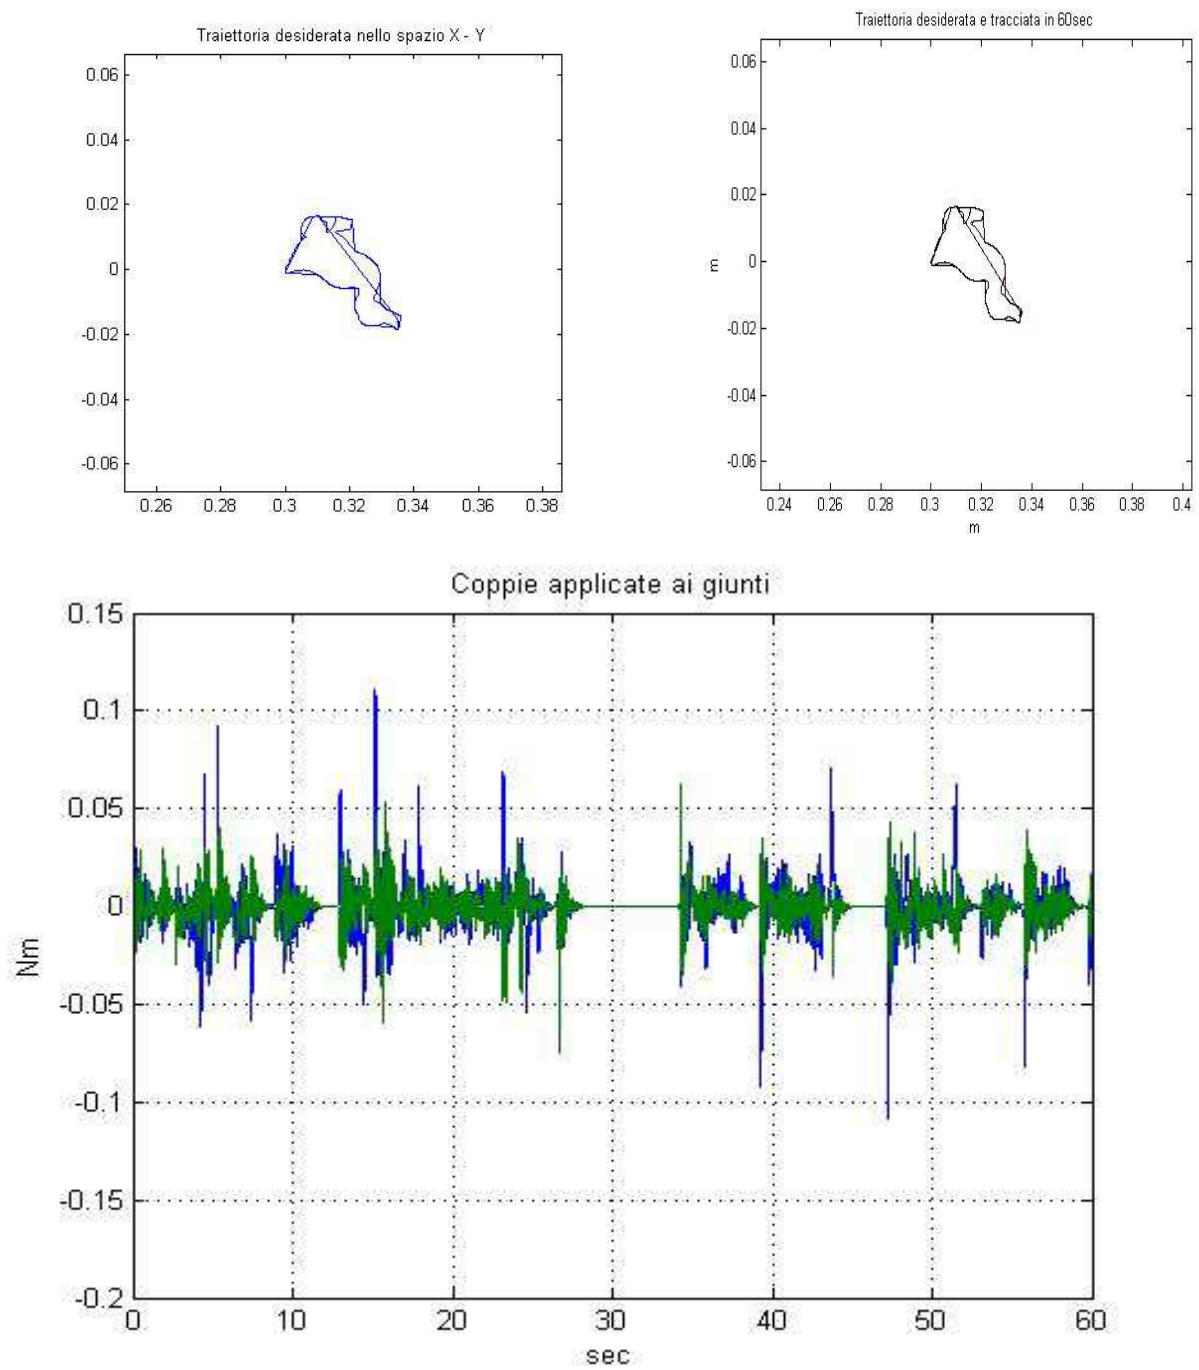 Traiettoria desiderata nello spazio X - Y
0.06
0.04
0.02
0
-0.02
-0.04
-0.06
0.26 0.28 0.3 0.32 0.34 0.36 0.38
Traiettoria desiderata e tracciata in 60sec
0.06
0.04
0.02
0
-0.02
-0.04
-0.06
m
0.24 0.26 0.28 0.3 0.32 0.34 0.36 0.38 0.4
m
Coppie applicate ai giunti
0.15
0.1
0.05
0
-0.05
-0.1
-0.15
-0.2
Nm
0 10 20 30 40 50 60
sec